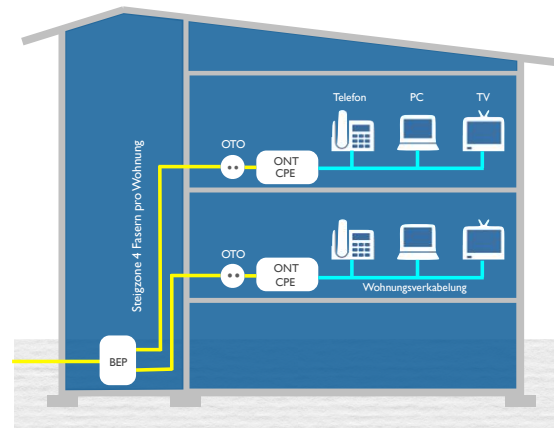 Telefon PC TV
OTO
ONT
CPE
Steigzone 4 Fasern pro Wohnung
OTO
ONT
CPE
Wohnungsverkabelung
BEP